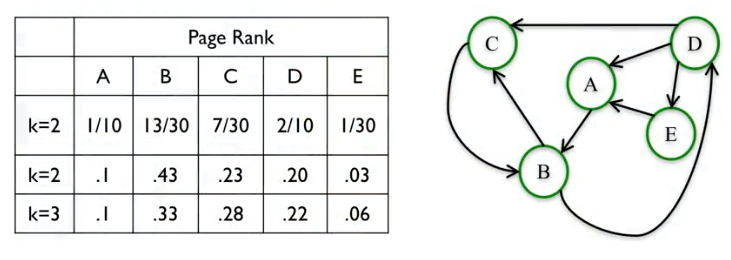 Page Rank
A B C D E
k=2 1/10 13/30 7/30 2/10 1/30
k=2 .1 .43 .23 .20 .03
k=3 .1 .33 .28 .22 .06
C
D
A
E
B